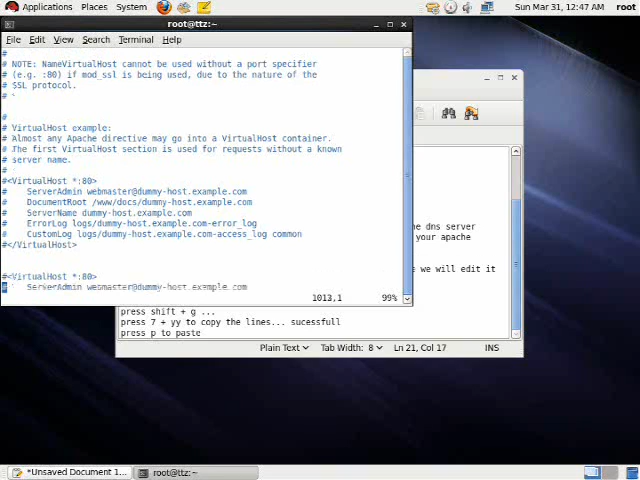 Applications Places System Sun Mar 31, 12:47 AM root
root@ttz:~
File Edit View Search Terminal Help
#
# NOTE: NameVirtualHost cannot be used without a port specifier
# (e.g. :80) if mod_ssl is being used, due to the nature of the
# SSL protocol.
#
#
# VirtualHost example:
# Almost any Apache directive may go into a VirtualHost container.
# The first VirtualHost section is used for requests without a known
# server name.
#
#<VirtualHost *:80>
#    ServerAdmin webmaster@dummy-host.example.com
#    DocumentRoot /www/docs/dummy-host.example.com
#    ServerName dummy-host.example.com
#    ErrorLog logs/dummy-host.example.com-error_log
#    CustomLog logs/dummy-host.example.com-access_log common
#</VirtualHost>
#<VirtualHost *:80>
#    ServerAdmin webmaster@dummy-host.example.com
1013,1 99%
dns server
your apache
we will edit it
press shift + g ...
press 7 + yy to copy the lines... sucessfull
press p to paste
Plain Text Tab Width: 8 Ln 21, Col 17 INS
*Unsaved Document 1... root@ttz:~